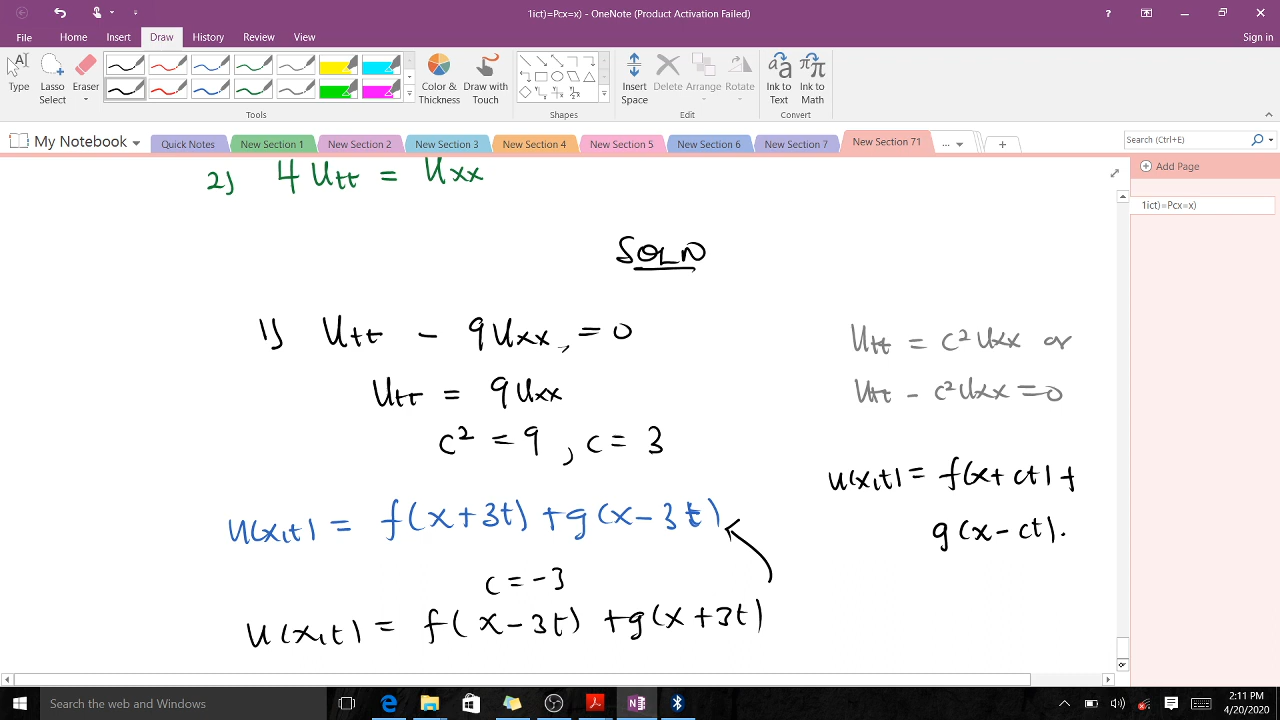 1ict)=Pcx=x) - OneNote (Product Activation Failed)
File Home Insert Draw History Review View Sign in
Type Lasso Select Eraser Color & Thickness Draw with Touch Insert Space Delete Arrange Rotate Ink to Text Ink to Math
Tools Shapes Edit Convert
My Notebook Quick Notes New Section 1 New Section 2 New Section 3 New Section 4 New Section 5 New Section 6 New Section 7 New Section 71 ... Search (Ctrl+E)
Add Page
1ict)=Pcx=x)
2) 4 Utt = Uxx
SOLN
1) Utt - 9Uxx, = 0
Utt = 9Uxx
c² = 9, c = 3
u(x,t) = f(x+3t) + g(x-3t)
c = -3
u(x,t) = f(x-3t) + g(x+3t)
Utt = c²Uxx or
Utt - c²Uxx = 0
u(x,t) = f(x+ct) +
g(x-ct).
Search the web and Windows
2:11 PM
4/20/2020